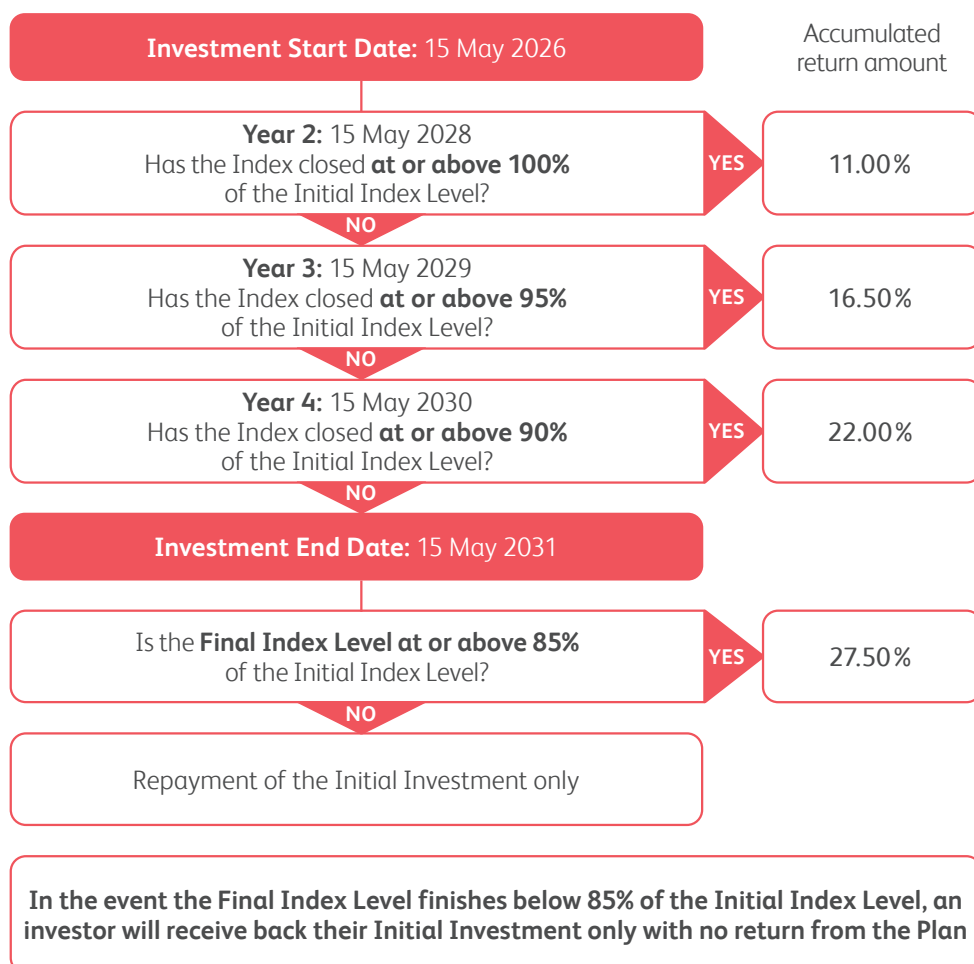 Investment Start Date: 15 May 2026
Accumulated
return amount
Year 2: 15 May 2028
Has the Index closed at or above 100%
of the Initial Index Level?
YES
11.00%
NO
Year 3: 15 May 2029
Has the Index closed at or above 95%
of the Initial Index Level?
YES
16.50%
NO
Year 4: 15 May 2030
Has the Index closed at or above 90%
of the Initial Index Level?
YES
22.00%
NO
Investment End Date: 15 May 2031
Is the Final Index Level at or above 85%
of the Initial Index Level?
YES
27.50%
NO
Repayment of the Initial Investment only
In the event the Final Index Level finishes below 85% of the Initial Index Level, an
investor will receive back their Initial Investment only with no return from the Plan